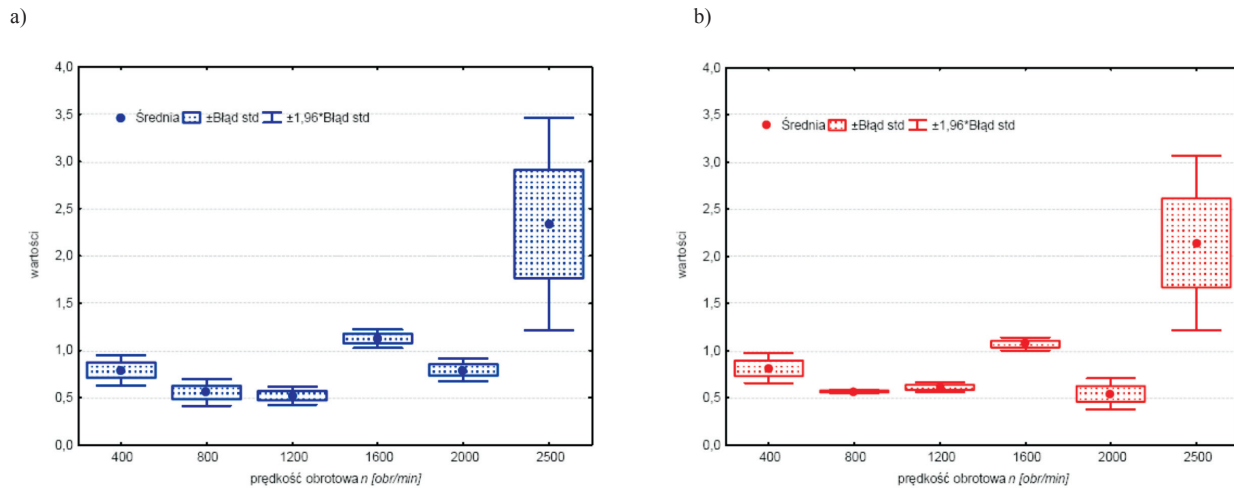 a)
4,0
3,5
Średnia ±Błąd std ±1,96*Błąd std
3,0
2,5
2,0
1,5
1,0
0,5
0,0
wartości
400 800 1200 1600 2000 2500
prędkość obrotowa n [obr/min]
b)
4,0
3,5
Średnia ±Błąd std ±1,96*Błąd std
3,0
2,5
2,0
1,5
1,0
0,5
0,0
wartości
400 800 1200 1600 2000 2500
prędkość obrotowa n [obr/min]